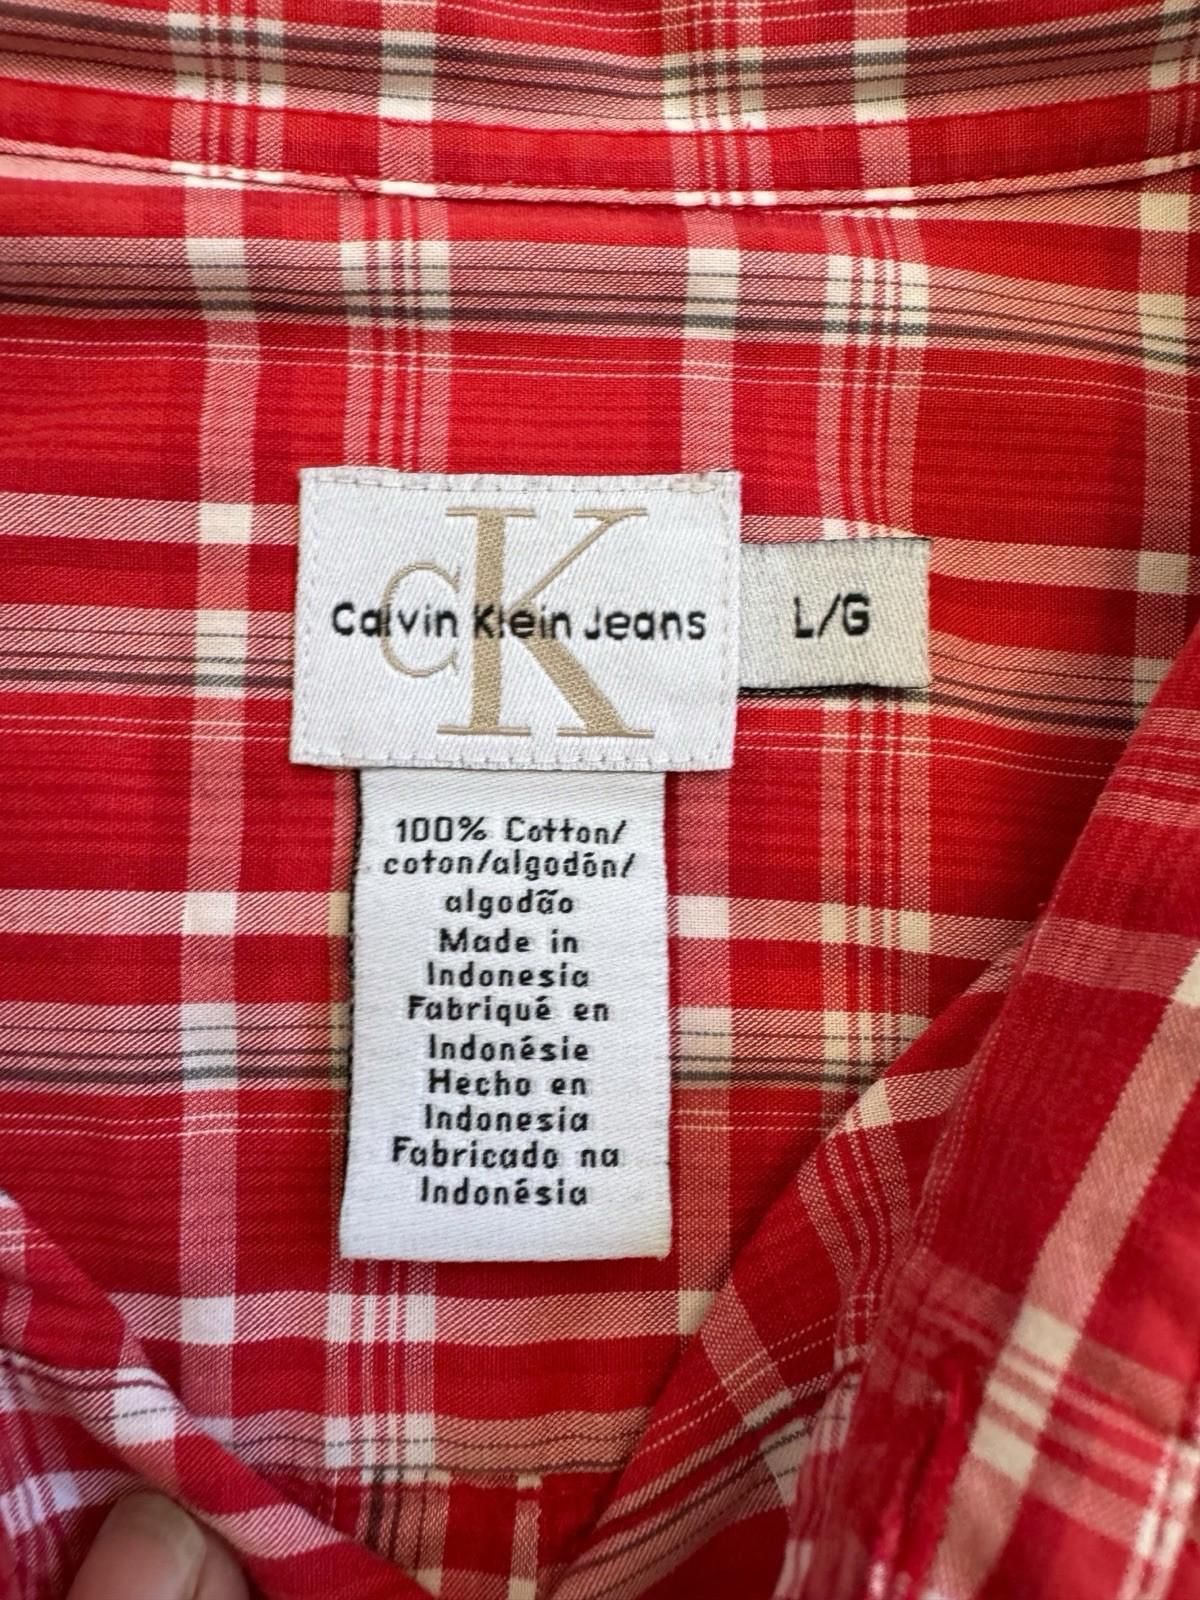 cK
Calvin Klein Jeans
L/G
100% Cotton/
coton/algodón/
algodão
Made in
Indonesia
Fabriqué en
Indonésie
Hecho en
Indonesia
Fabricado na
Indonésia